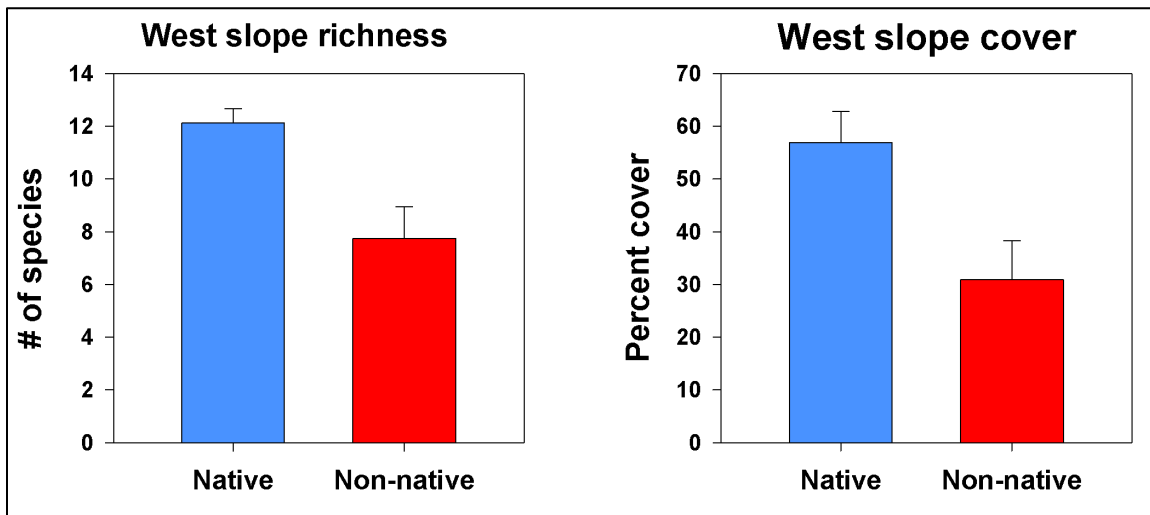 West slope richness
# of species
14
12
10
8
6
4
2
0
Native Non-native
West slope cover
Percent cover
70
60
50
40
30
20
10
0
Native Non-native